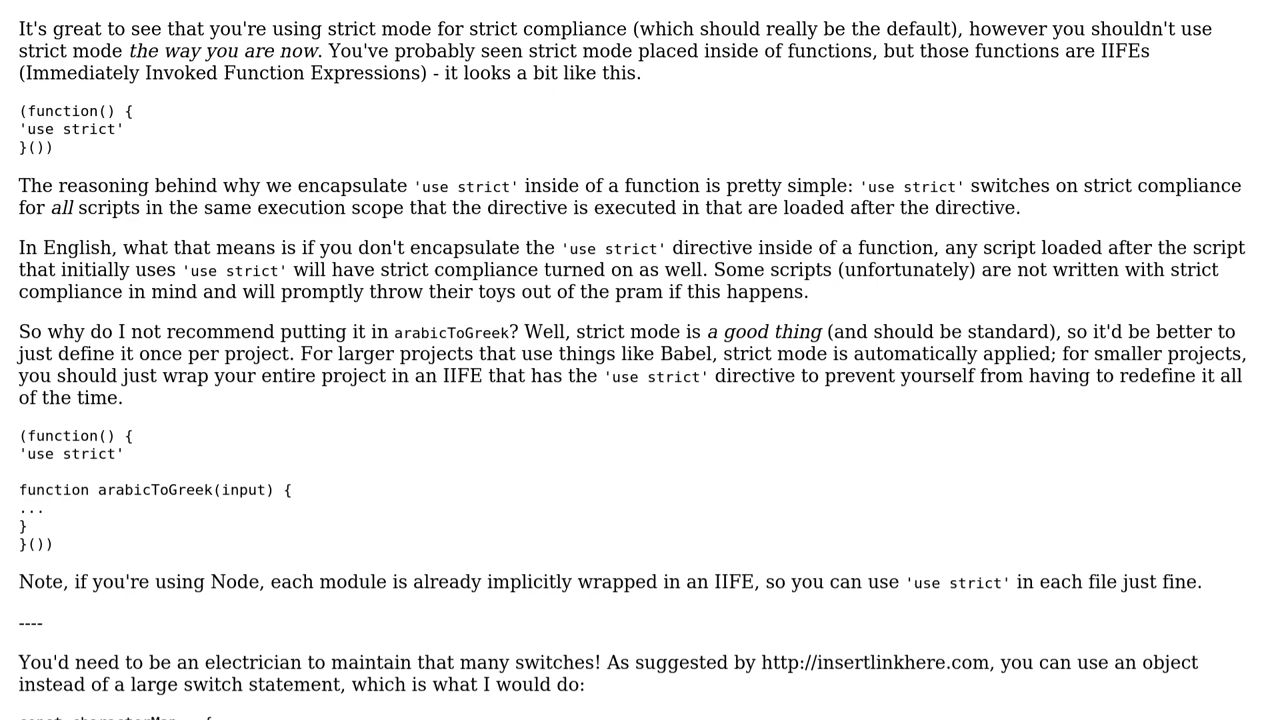 It's great to see that you're using strict mode for strict compliance (which should really be the default), however you shouldn't use
strict mode the way you are now. You've probably seen strict mode placed inside of functions, but those functions are IIFEs
(Immediately Invoked Function Expressions) - it looks a bit like this.
(function() {
'use strict'
}())
The reasoning behind why we encapsulate 'use strict' inside of a function is pretty simple: 'use strict' switches on strict compliance
for all scripts in the same execution scope that the directive is executed in that are loaded after the directive.
In English, what that means is if you don't encapsulate the 'use strict' directive inside of a function, any script loaded after the script
that initially uses 'use strict' will have strict compliance turned on as well. Some scripts (unfortunately) are not written with strict
compliance in mind and will promptly throw their toys out of the pram if this happens.
So why do I not recommend putting it in arabicToGreek? Well, strict mode is a good thing (and should be standard), so it'd be better to
just define it once per project. For larger projects that use things like Babel, strict mode is automatically applied; for smaller projects,
you should just wrap your entire project in an IIFE that has the 'use strict' directive to prevent yourself from having to redefine it all
of the time.
(function() {
'use strict'
function arabicToGreek(input) {
...
}
}())
Note, if you're using Node, each module is already implicitly wrapped in an IIFE, so you can use 'use strict' in each file just fine.
----
You'd need to be an electrician to maintain that many switches! As suggested by http://insertlinkhere.com, you can use an object
instead of a large switch statement, which is what I would do: